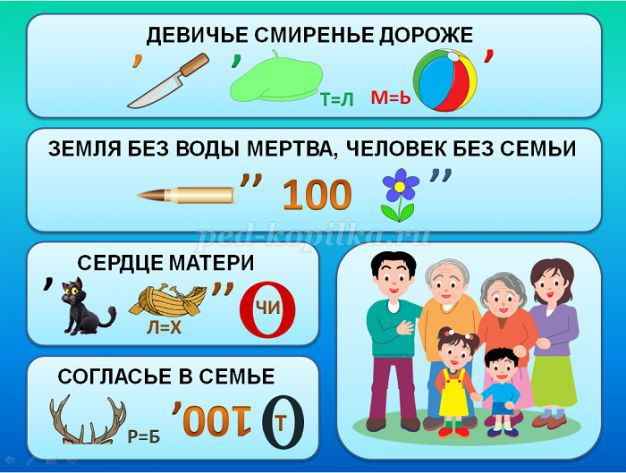 ДЕВИЧЬЕ СМИРЕНЬЕ ДОРОЖЕ
’ ’ Т=Л М=Ь ’
ЗЕМЛЯ БЕЗ ВОДЫ МЕРТВА, ЧЕЛОВЕК БЕЗ СЕМЬИ
’’ 100 ’’
ped-kopilka.ru
СЕРДЦЕ МАТЕРИ
’ Л=Х ’’ О ЧИ
СОГЛАСЬЕ В СЕМЬЕ
Р=Б 100, О Т